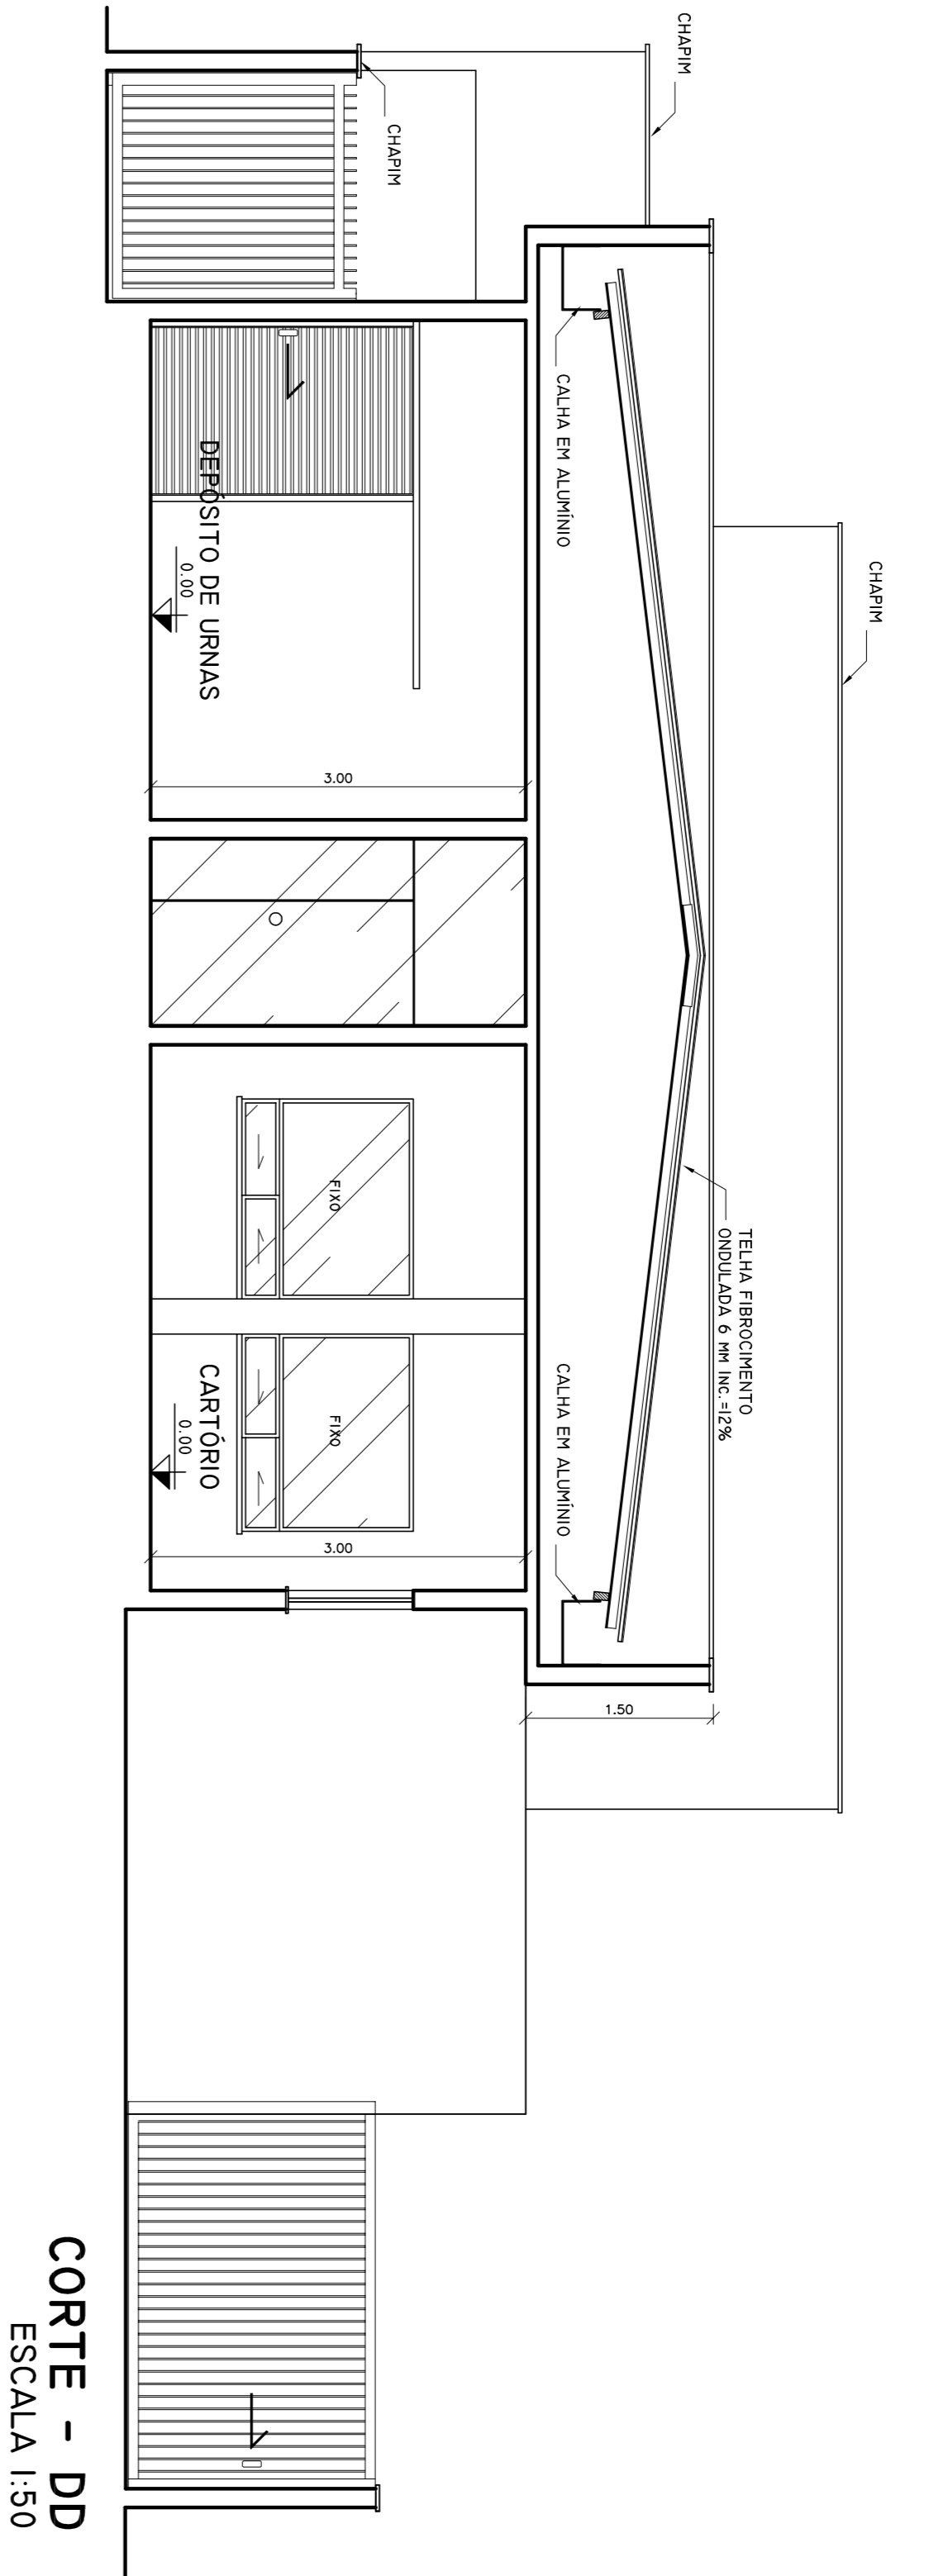 CHAPIM
CHAPIM
CHAPIM
TELHA FIBROCIMENTO
ONDULADA 6 MM INC.=12%
CALHA EM ALUMÍNIO
CALHA EM ALUMÍNIO
1.50
3.00
3.00
FIXO
FIXO
DEPÓSITO DE URNAS
0.00
CARTÓRIO
0.00
CORTE - DD
ESCALA 1:50